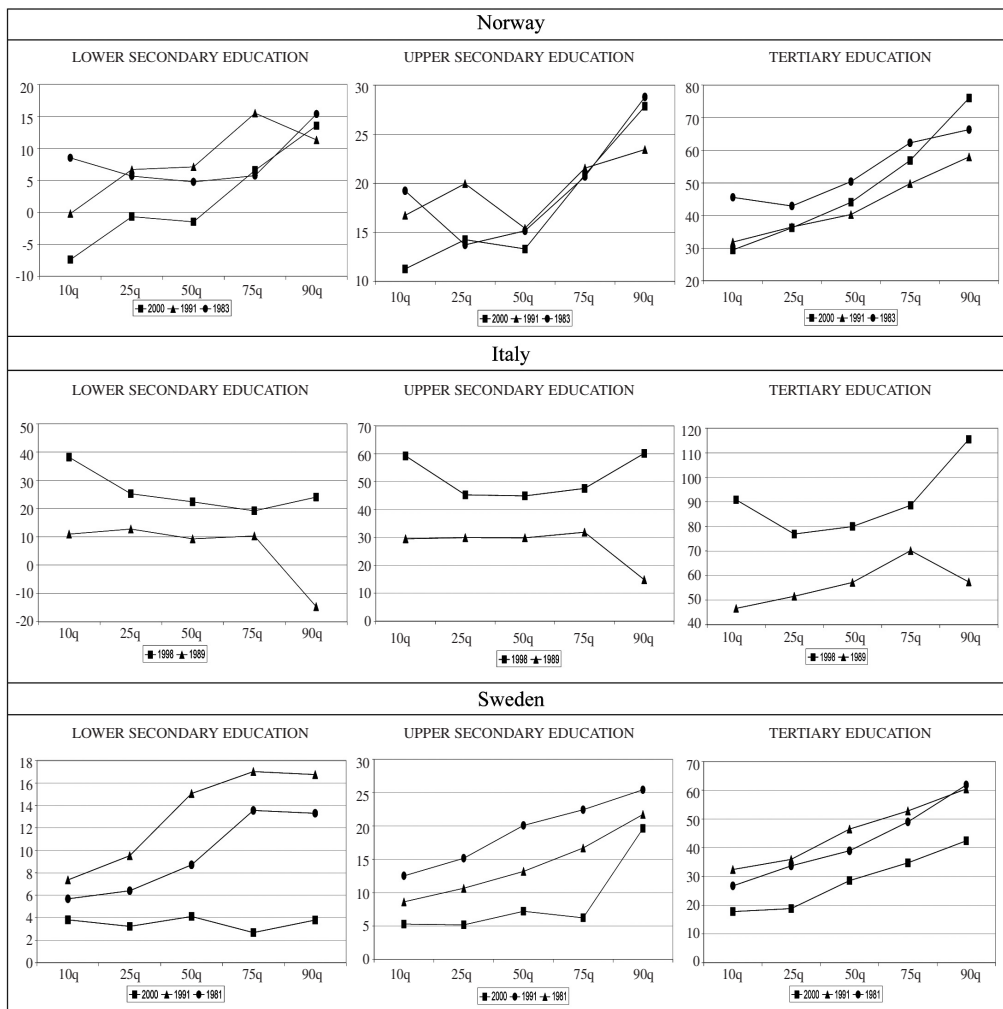 Norway
LOWER SECONDARY EDUCATION
20
15
10
5
0
-5
-10
10q 25q 50q 75q 90q
2000 1991 1983
UPPER SECONDARY EDUCATION
30
25
20
15
10
10q 25q 50q 75q 90q
2000 1991 1983
TERTIARY EDUCATION
80
70
60
50
40
30
20
10q 25q 50q 75q 90q
2000 1991 1983
Italy
LOWER SECONDARY EDUCATION
50
40
30
20
10
0
-10
-20
10q 25q 50q 75q 90q
1998 1989
UPPER SECONDARY EDUCATION
70
60
50
40
30
20
10
0
10q 25q 50q 75q 90q
1998 1989
TERTIARY EDUCATION
120
110
100
90
80
70
60
50
40
10q 25q 50q 75q 90q
1998 1989
Sweden
LOWER SECONDARY EDUCATION
18
16
14
12
10
8
6
4
2
0
10q 25q 50q 75q 90q
2000 1991 1981
UPPER SECONDARY EDUCATION
30
25
20
15
10
5
0
10q 25q 50q 75q 90q
2000 1991 1981
TERTIARY EDUCATION
70
60
50
40
30
20
10
0
10q 25q 50q 75q 90q
2000 1991 1981